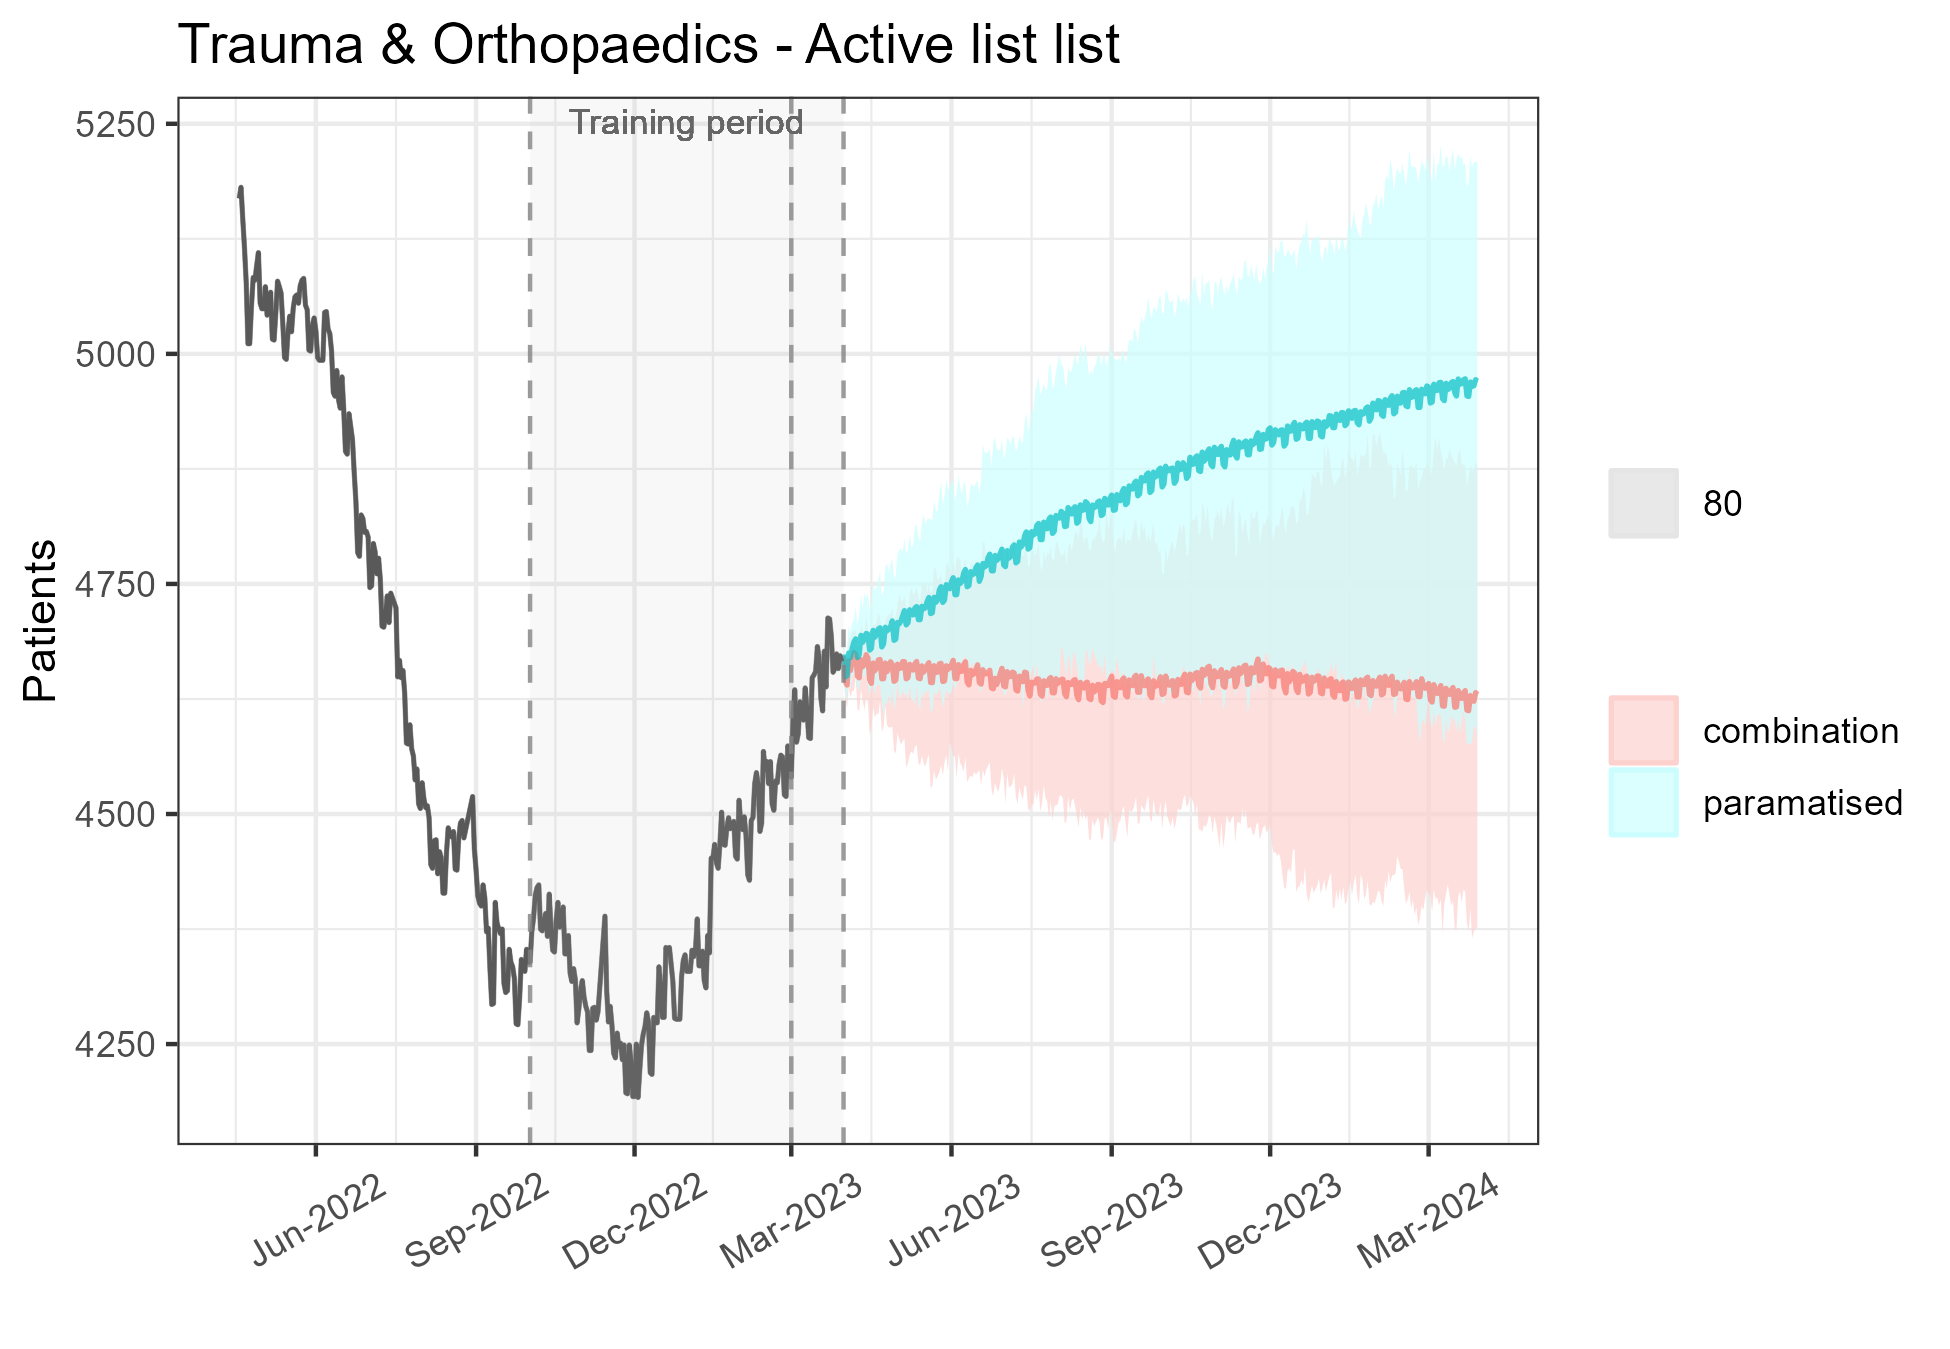 Trauma & Orthopaedics - Active list list
Training period
Patients
5250
5000
4750
4500
4250
Jun-2022
Sep-2022
Dec-2022
Mar-2023
Jun-2023
Sep-2023
Dec-2023
Mar-2024
80
combination
paramatised